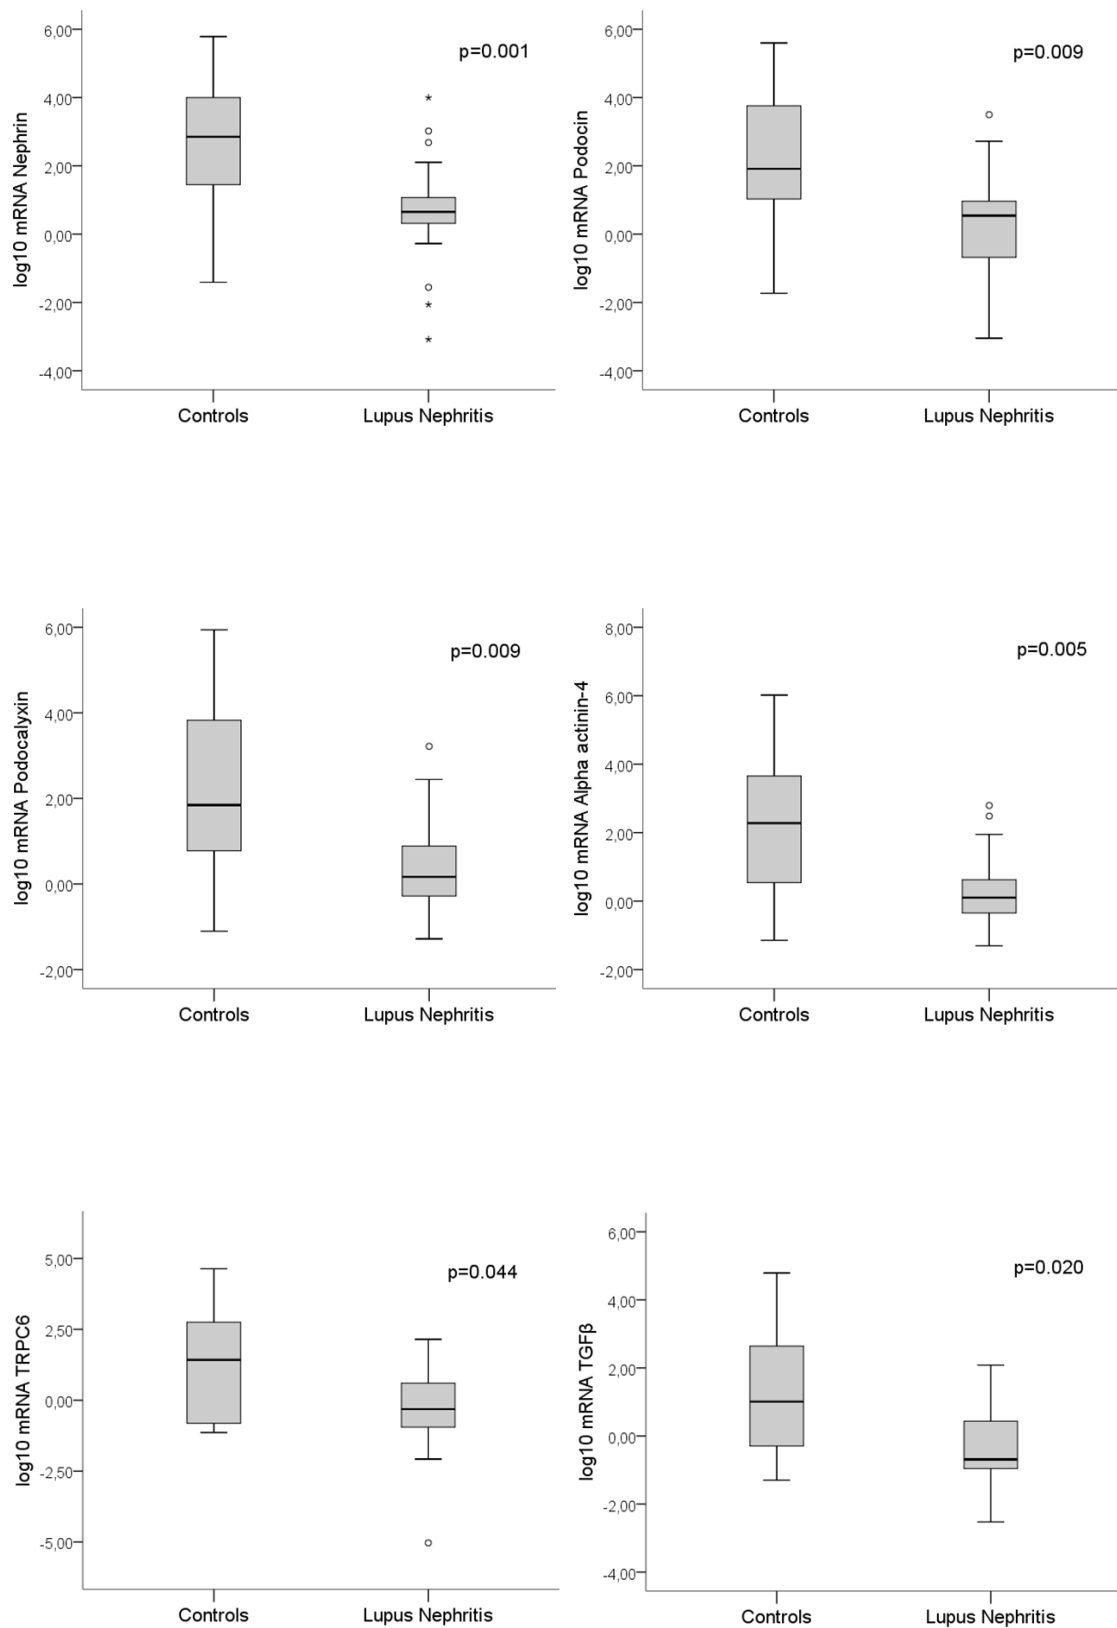 log10 mRNA Nephrin
6,00
4,00
2,00
0,00
-2,00
-4,00
p=0.001
Controls
Lupus Nephritis
log10 mRNA Podocin
6,00
4,00
2,00
0,00
-2,00
-4,00
p=0.009
Controls
Lupus Nephritis
log10 mRNA Podocalyxin
6,00
4,00
2,00
0,00
-2,00
p=0.009
Controls
Lupus Nephritis
log10 mRNA Alpha actinin-4
8,00
6,00
4,00
2,00
0,00
-2,00
p=0.005
Controls
Lupus Nephritis
log10 mRNA TRPC6
5,00
2,50
0,00
-2,50
-5,00
p=0.044
Controls
Lupus Nephritis
log10 mRNA TGFβ
6,00
4,00
2,00
0,00
-2,00
-4,00
p=0.020
Controls
Lupus Nephritis